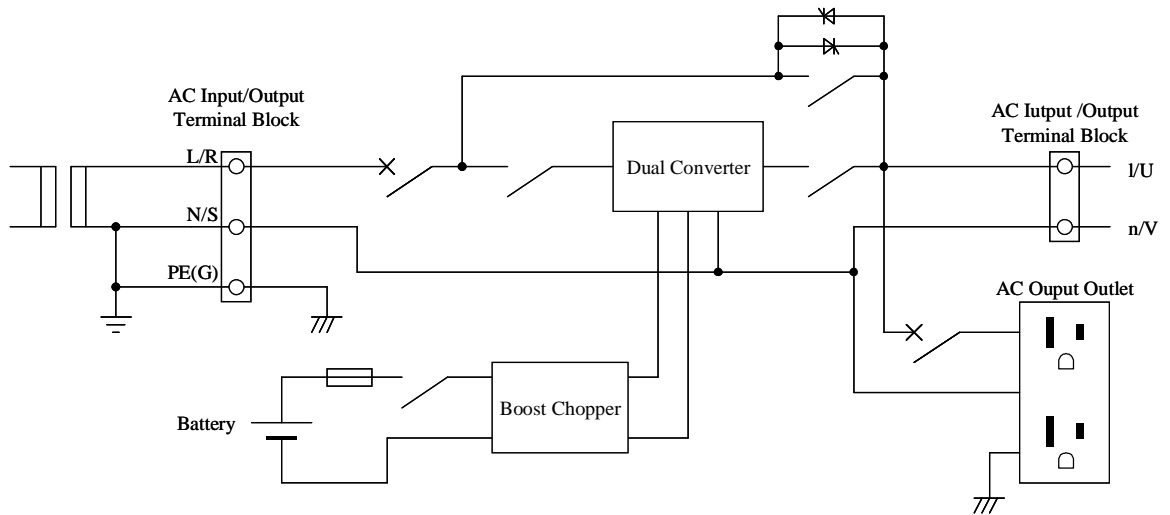 AC Input/Output
Terminal Block
L/R
N/S
PE(G)
Dual Converter
AC Iutput /Output
Terminal Block
l/U
n/V
AC Ouput Outlet
Boost Chopper
Battery